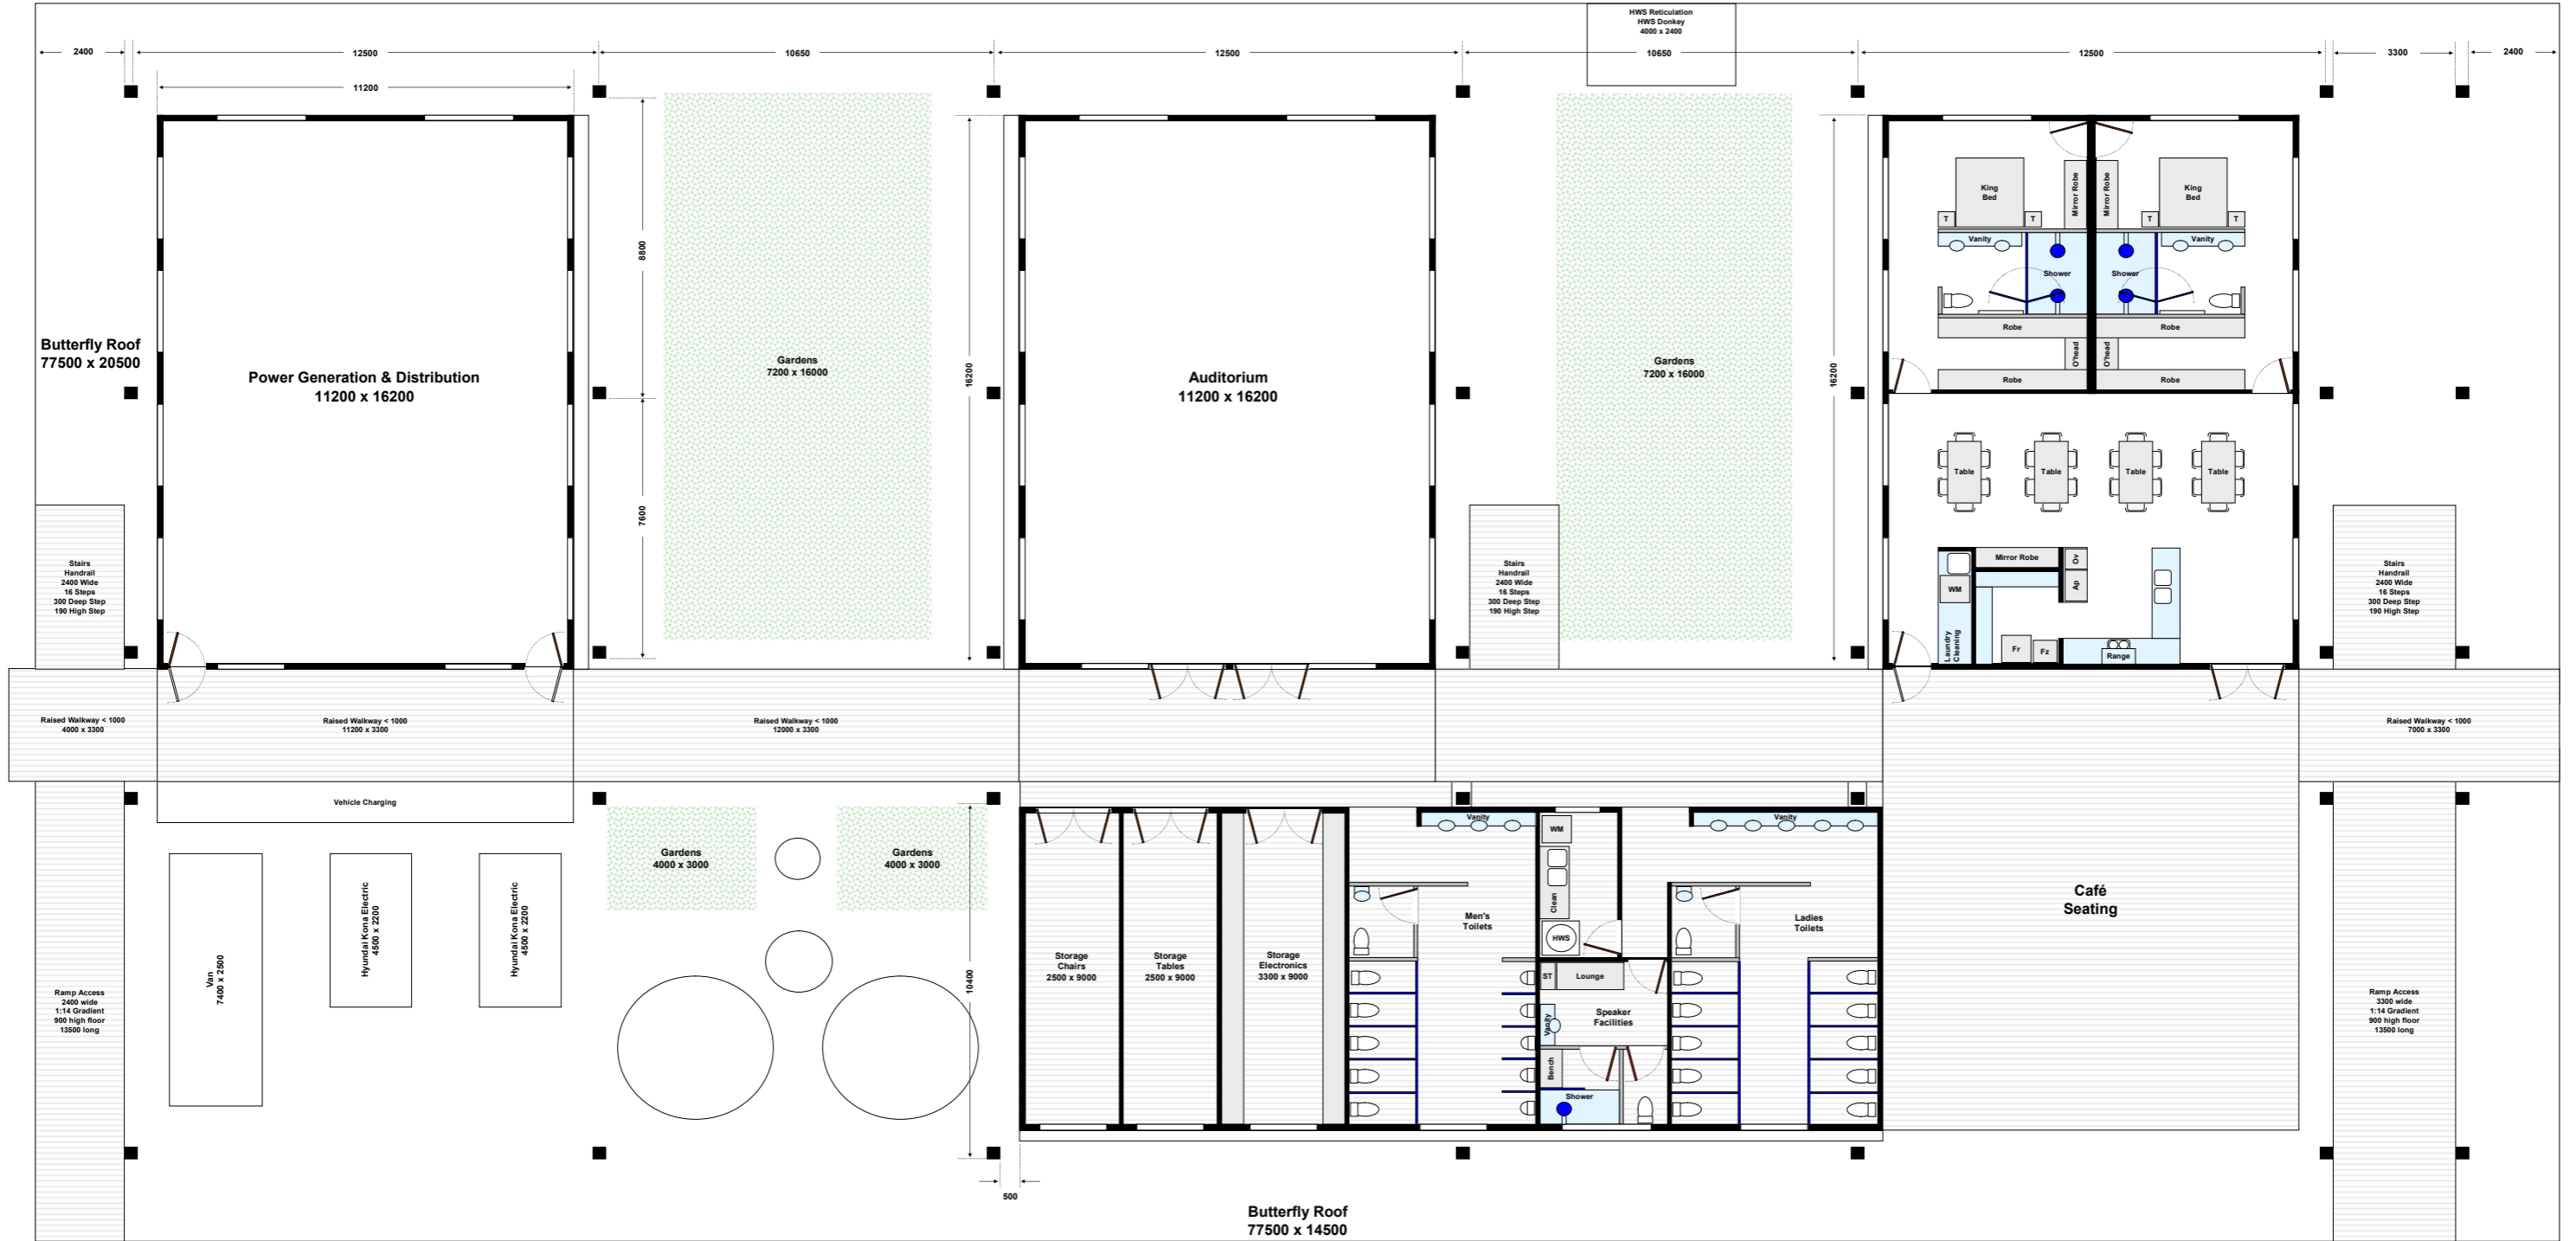 HWS Reticulation
HWS Donkey
4000 x 2400
2400
12500
10650
12500
10650
12500
3300
2400
11200
King
Bed
Mirror Robe
Mirror Robe
King
Bed
T
T
T
T
Vanity
Vanity
8800
Shower
Shower
Butterfly Roof
77500 x 20500
Power Generation & Distribution
11200 x 16200
Gardens
7200 x 16000
16200
Auditorium
11200 x 16200
Gardens
7200 x 16000
16200
Robe
Robe
O'head
O'head
Robe
Robe
7600
Table
Table
Table
Table
Stairs
Handrail
2400 Wide
16 Steps
300 Deep Step
190 High Step
Stairs
Handrail
2400 Wide
16 Steps
300 Deep Step
190 High Step
Mirror Robe
Ov
Ap
WM
Laundry
Cleaning
Fr
Fz
Range
Stairs
Handrail
2400 Wide
16 Steps
300 Deep Step
190 High Step
Raised Walkway < 1000
4000 x 3300
Raised Walkway < 1000
11200 x 3300
Raised Walkway < 1000
12000 x 3300
Raised Walkway < 1000
7000 x 3300
Vehicle Charging
Vanity
WM
Vanity
Gardens
4000 x 3000
Gardens
4000 x 3000
Clean
HWS
Men's
Toilets
Ladies
Toilets
Café
Seating
Van
7400 x 2500
Hyundai Kona Electric
4500 x 2200
Hyundai Kona Electric
4500 x 2200
10400
Storage
Chairs
2500 x 9000
Storage
Tables
2500 x 9000
Storage
Electronics
3300 x 9000
ST
Lounge
Vanity
Speaker
Facilities
Bench
Shower
Ramp Access
2400 wide
1:14 Gradient
900 high floor
13500 long
Ramp Access
3300 wide
1:14 Gradient
900 high floor
13500 long
500
Butterfly Roof
77500 x 14500